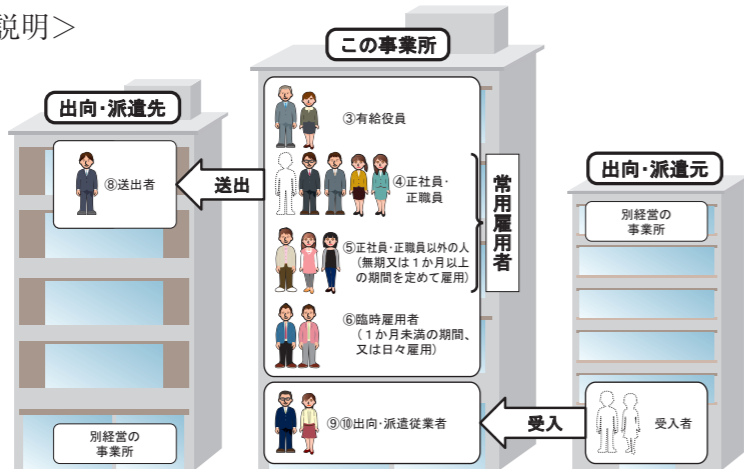 説明＞
この事業所
③有給役員
④正社員・
正職員
⑤正社員・正職員以外の人
（無期又は１か月以上
の期間を定めて雇用）
常用雇用者
⑥臨時雇用者
（１か月未満の期間、
又は日々雇用）
⑨⑩出向・派遣従業者
出向・派遣先
⑧送出者
送出
別経営の
事業所
出向・派遣元
別経営の
事業所
受入
受入者